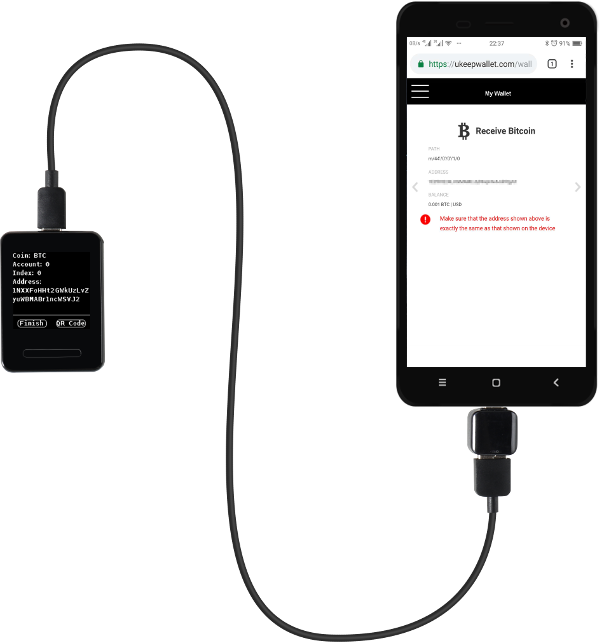 Coin: BTC
Account: 0
Index: 0
Address:
1NXXFoHHt2GWkUzLvZ
yuWBMABr1ncWSVJ2
Finish
QR Code
22:37
91%
https://ukeepwallet.com/wall
1
My Wallet
Receive Bitcoin
PATH
ADDRESS
BALANCE
0.001 BTC | USD
Make sure that the address shown above is
exactly the same as that shown on the device